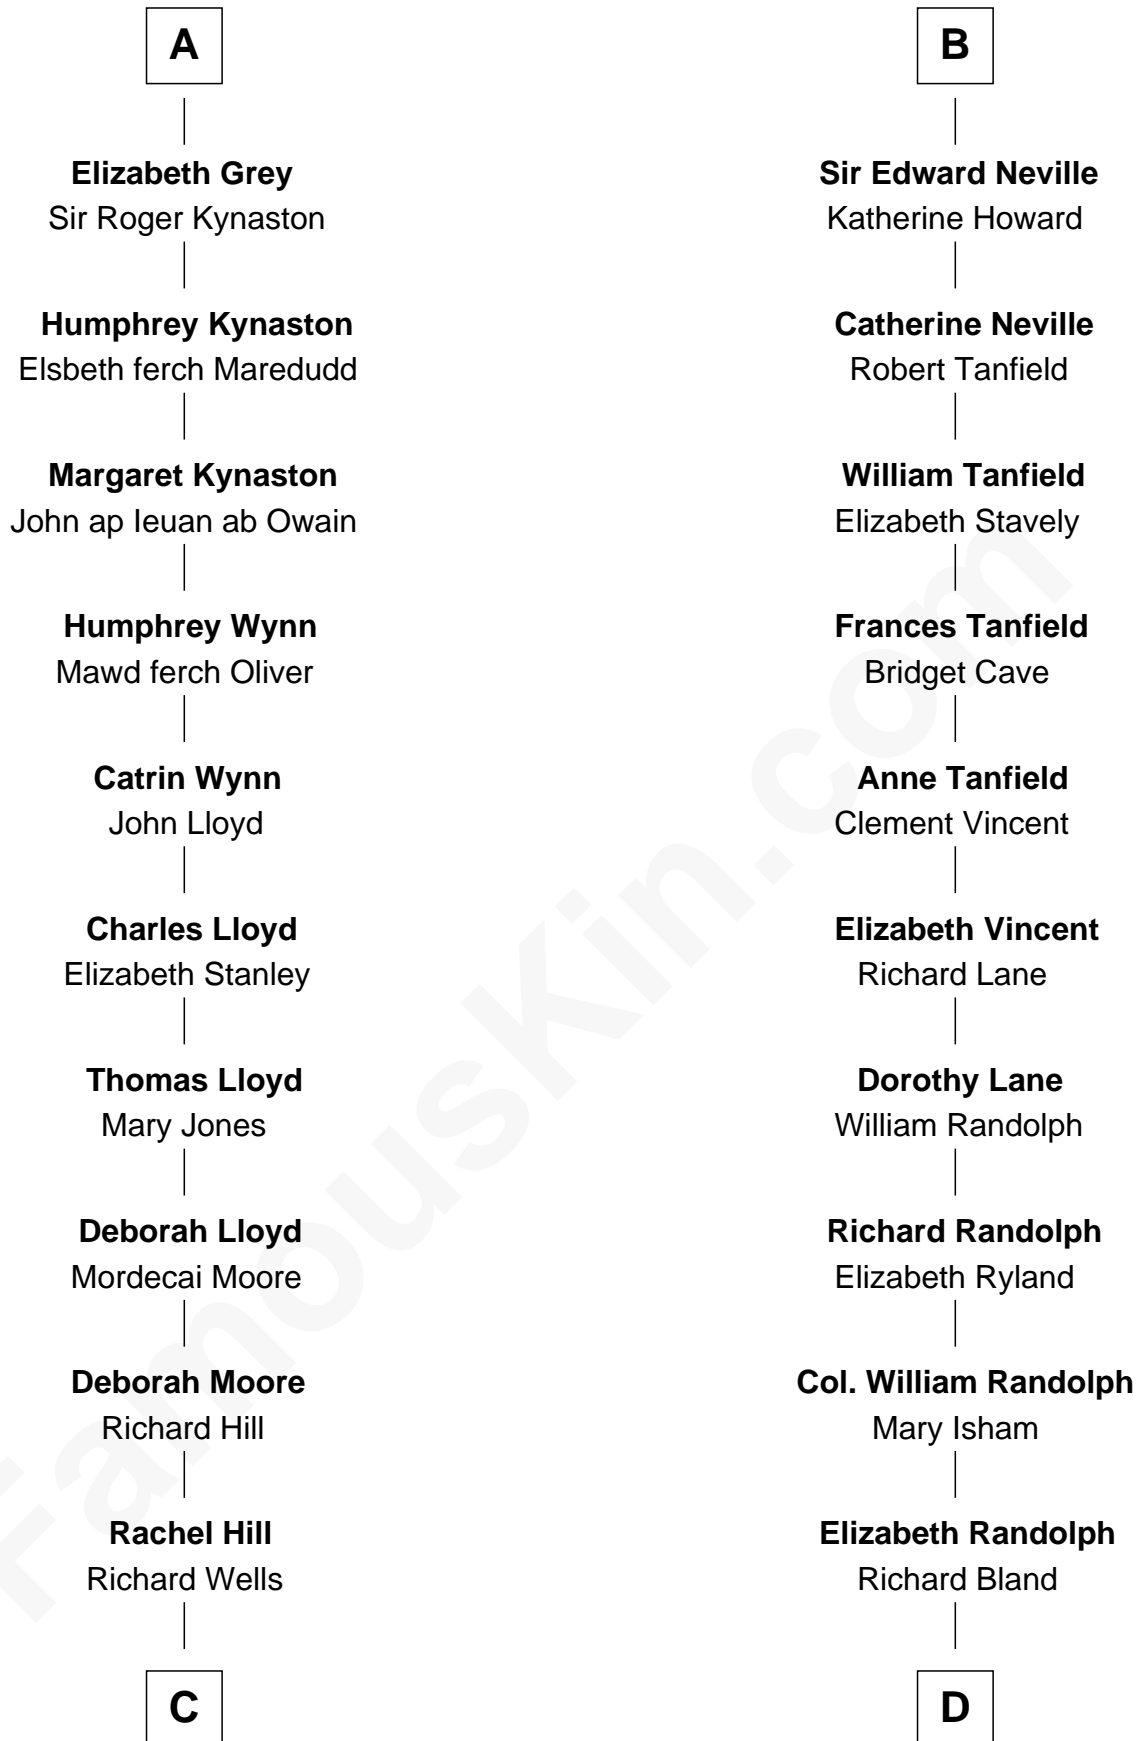 A
Elizabeth Grey
Sir Roger Kynaston
Humphrey Kynaston
Elsbeth ferch Maredudd
Margaret Kynaston
John ap Ieuan ab Owain
Humphrey Wynn
Mawd ferch Oliver
Catrin Wynn
John Lloyd
Charles Lloyd
Elizabeth Stanley
Thomas Lloyd
Mary Jones
Deborah Lloyd
Mordecai Moore
Deborah Moore
Richard Hill
Rachel Hill
Richard Wells
C
B
Sir Edward Neville
Katherine Howard
Catherine Neville
Robert Tanfield
William Tanfield
Elizabeth Stavely
Frances Tanfield
Bridget Cave
Anne Tanfield
Clement Vincent
Elizabeth Vincent
Richard Lane
Dorothy Lane
William Randolph
Richard Randolph
Elizabeth Ryland
Col. William Randolph
Mary Isham
Elizabeth Randolph
Richard Bland
D
FamousKin.com